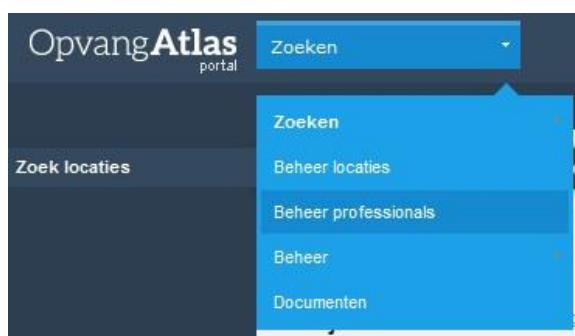 OpvangAtlas
portal
Zoeken
Zoeken
Zoek locaties
Beheer locaties
Beheer professionals
Beheer
Documenten